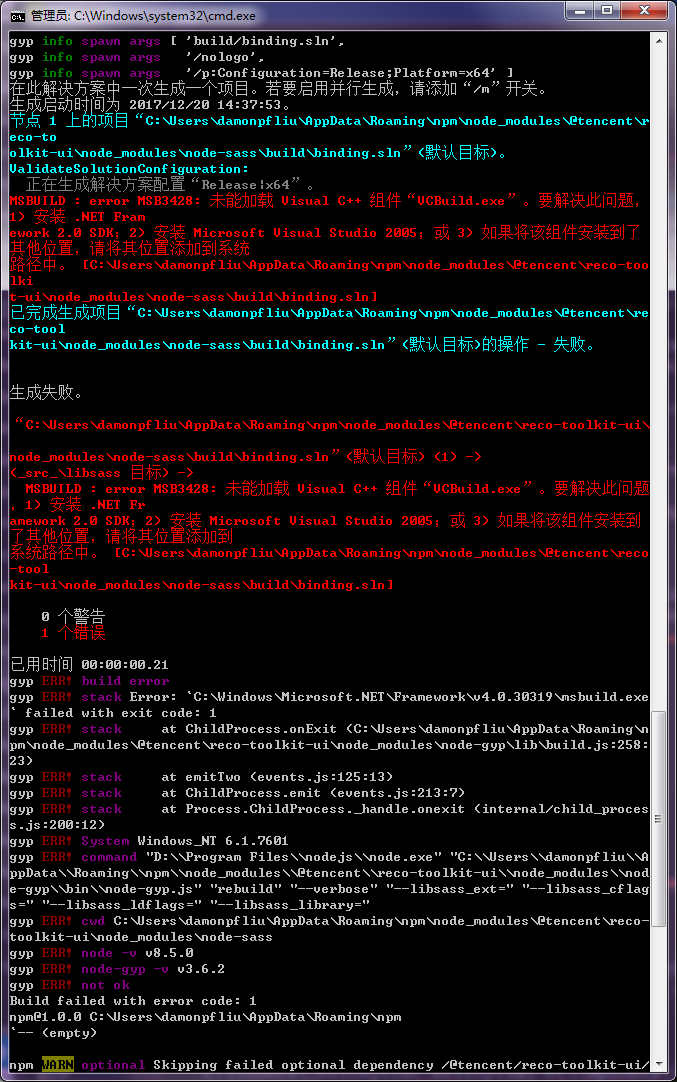 管理员: C:\Windows\system32\cmd.exe
gyp info spawn args [ 'build/binding.sln',
gyp info spawn args   '/nologo',
gyp info spawn args   '/p:Configuration=Release;Platform=x64' ]
在此解决方案中一次生成一个项目。若要启用并行生成，请添加“/m”开关。
生成启动时间为 2017/12/20 14:37:53。
节点 1 上的项目“C:\Users\damonpfliu\AppData\Roaming\npm\node_modules\@tencent\r
eco-to
olkit-ui\node_modules\node-sass\build\binding.sln”(默认目标)。
ValidateSolutionConfiguration:
  正在生成解决方案配置“Release|x64”。
MSBUILD : error MSB3428: 未能加载 Visual C++ 组件“VCBuild.exe”。要解决此问题，
1) 安装 .NET Fram
ework 2.0 SDK；2) 安装 Microsoft Visual Studio 2005；或 3) 如果将该组件安装到了
其他位置，请将其位置添加到系统
路径中。 [C:\Users\damonpfliu\AppData\Roaming\npm\node_modules\@tencent\reco-too
lki
t-ui\node_modules\node-sass\build\binding.sln]
已完成生成项目“C:\Users\damonpfliu\AppData\Roaming\npm\node_modules\@tencent\re
co-tool
kit-ui\node_modules\node-sass\build\binding.sln”(默认目标)的操作 - 失败。
生成失败。
“C:\Users\damonpfliu\AppData\Roaming\npm\node_modules\@tencent\reco-toolkit-ui\
node_modules\node-sass\build\binding.sln”(默认目标) (1) ->
(_src_\libsass 目标) ->
  MSBUILD : error MSB3428: 未能加载 Visual C++ 组件“VCBuild.exe”。要解决此问题
，1) 安装 .NET Fr
amework 2.0 SDK；2) 安装 Microsoft Visual Studio 2005；或 3) 如果将该组件安装到
了其他位置，请将其位置添加到
系统路径中。 [C:\Users\damonpfliu\AppData\Roaming\npm\node_modules\@tencent\reco
-tool
kit-ui\node_modules\node-sass\build\binding.sln]
    0 个警告
    1 个错误
已用时间 00:00:00.21
gyp ERR! build error
gyp ERR! stack Error: `C:\Windows\Microsoft.NET\Framework\v4.0.30319\msbuild.exe
` failed with exit code: 1
gyp ERR! stack     at ChildProcess.onExit (C:\Users\damonpfliu\AppData\Roaming\n
pm\node_modules\@tencent\reco-toolkit-ui\node_modules\node-gyp\lib\build.js:258:
23)
gyp ERR! stack     at emitTwo (events.js:125:13)
gyp ERR! stack     at ChildProcess.emit (events.js:213:7)
gyp ERR! stack     at Process.ChildProcess._handle.onexit (internal/child_proces
s.js:200:12)
gyp ERR! System Windows_NT 6.1.7601
gyp ERR! command "D:\\Program Files\\nodejs\\node.exe" "C:\\Users\\damonpfliu\\A
ppData\\Roaming\\npm\\node_modules\\@tencent\\reco-toolkit-ui\\node_modules\\nod
e-gyp\\bin\\node-gyp.js" "rebuild" "--verbose" "--libsass_ext=" "--libsass_cflag
s=" "--libsass_ldflags=" "--libsass_library="
gyp ERR! cwd C:\Users\damonpfliu\AppData\Roaming\npm\node_modules\@tencent\reco-
toolkit-ui\node_modules\node-sass
gyp ERR! node -v v8.5.0
gyp ERR! node-gyp -v v3.6.2
gyp ERR! not ok
Build failed with error code: 1
npm@1.0.0 C:\Users\damonpfliu\AppData\Roaming\npm
`-- (empty)
npm WARN optional Skipping failed optional dependency /@tencent/reco-toolkit-ui/